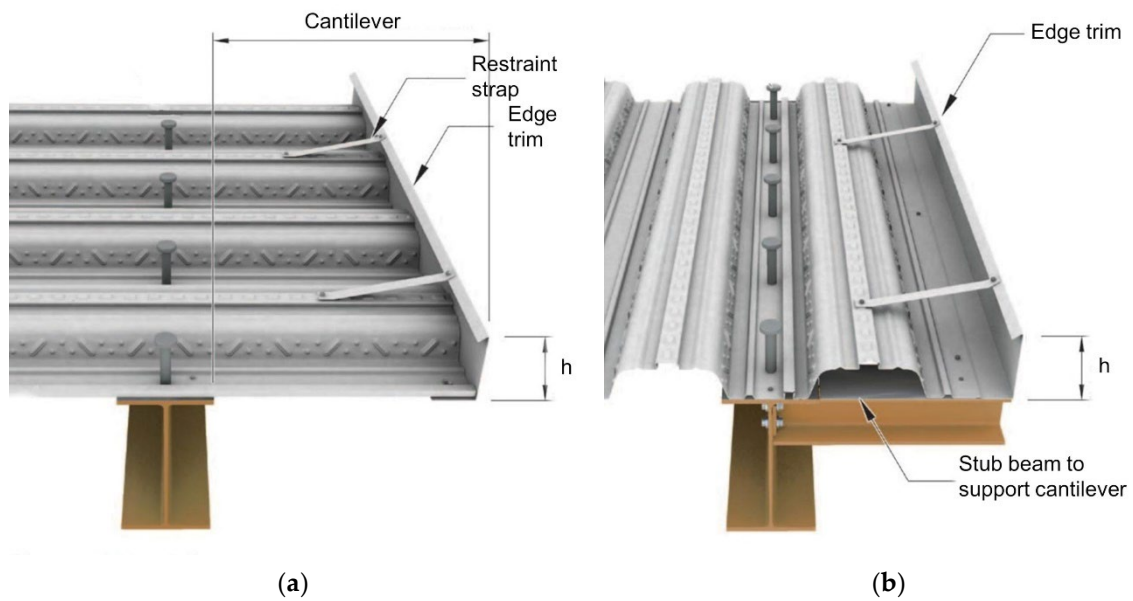 Cantilever
Restraint
strap
Edge
trim
h
(a)
Edge trim
h
Stub beam to
support cantilever
(b)